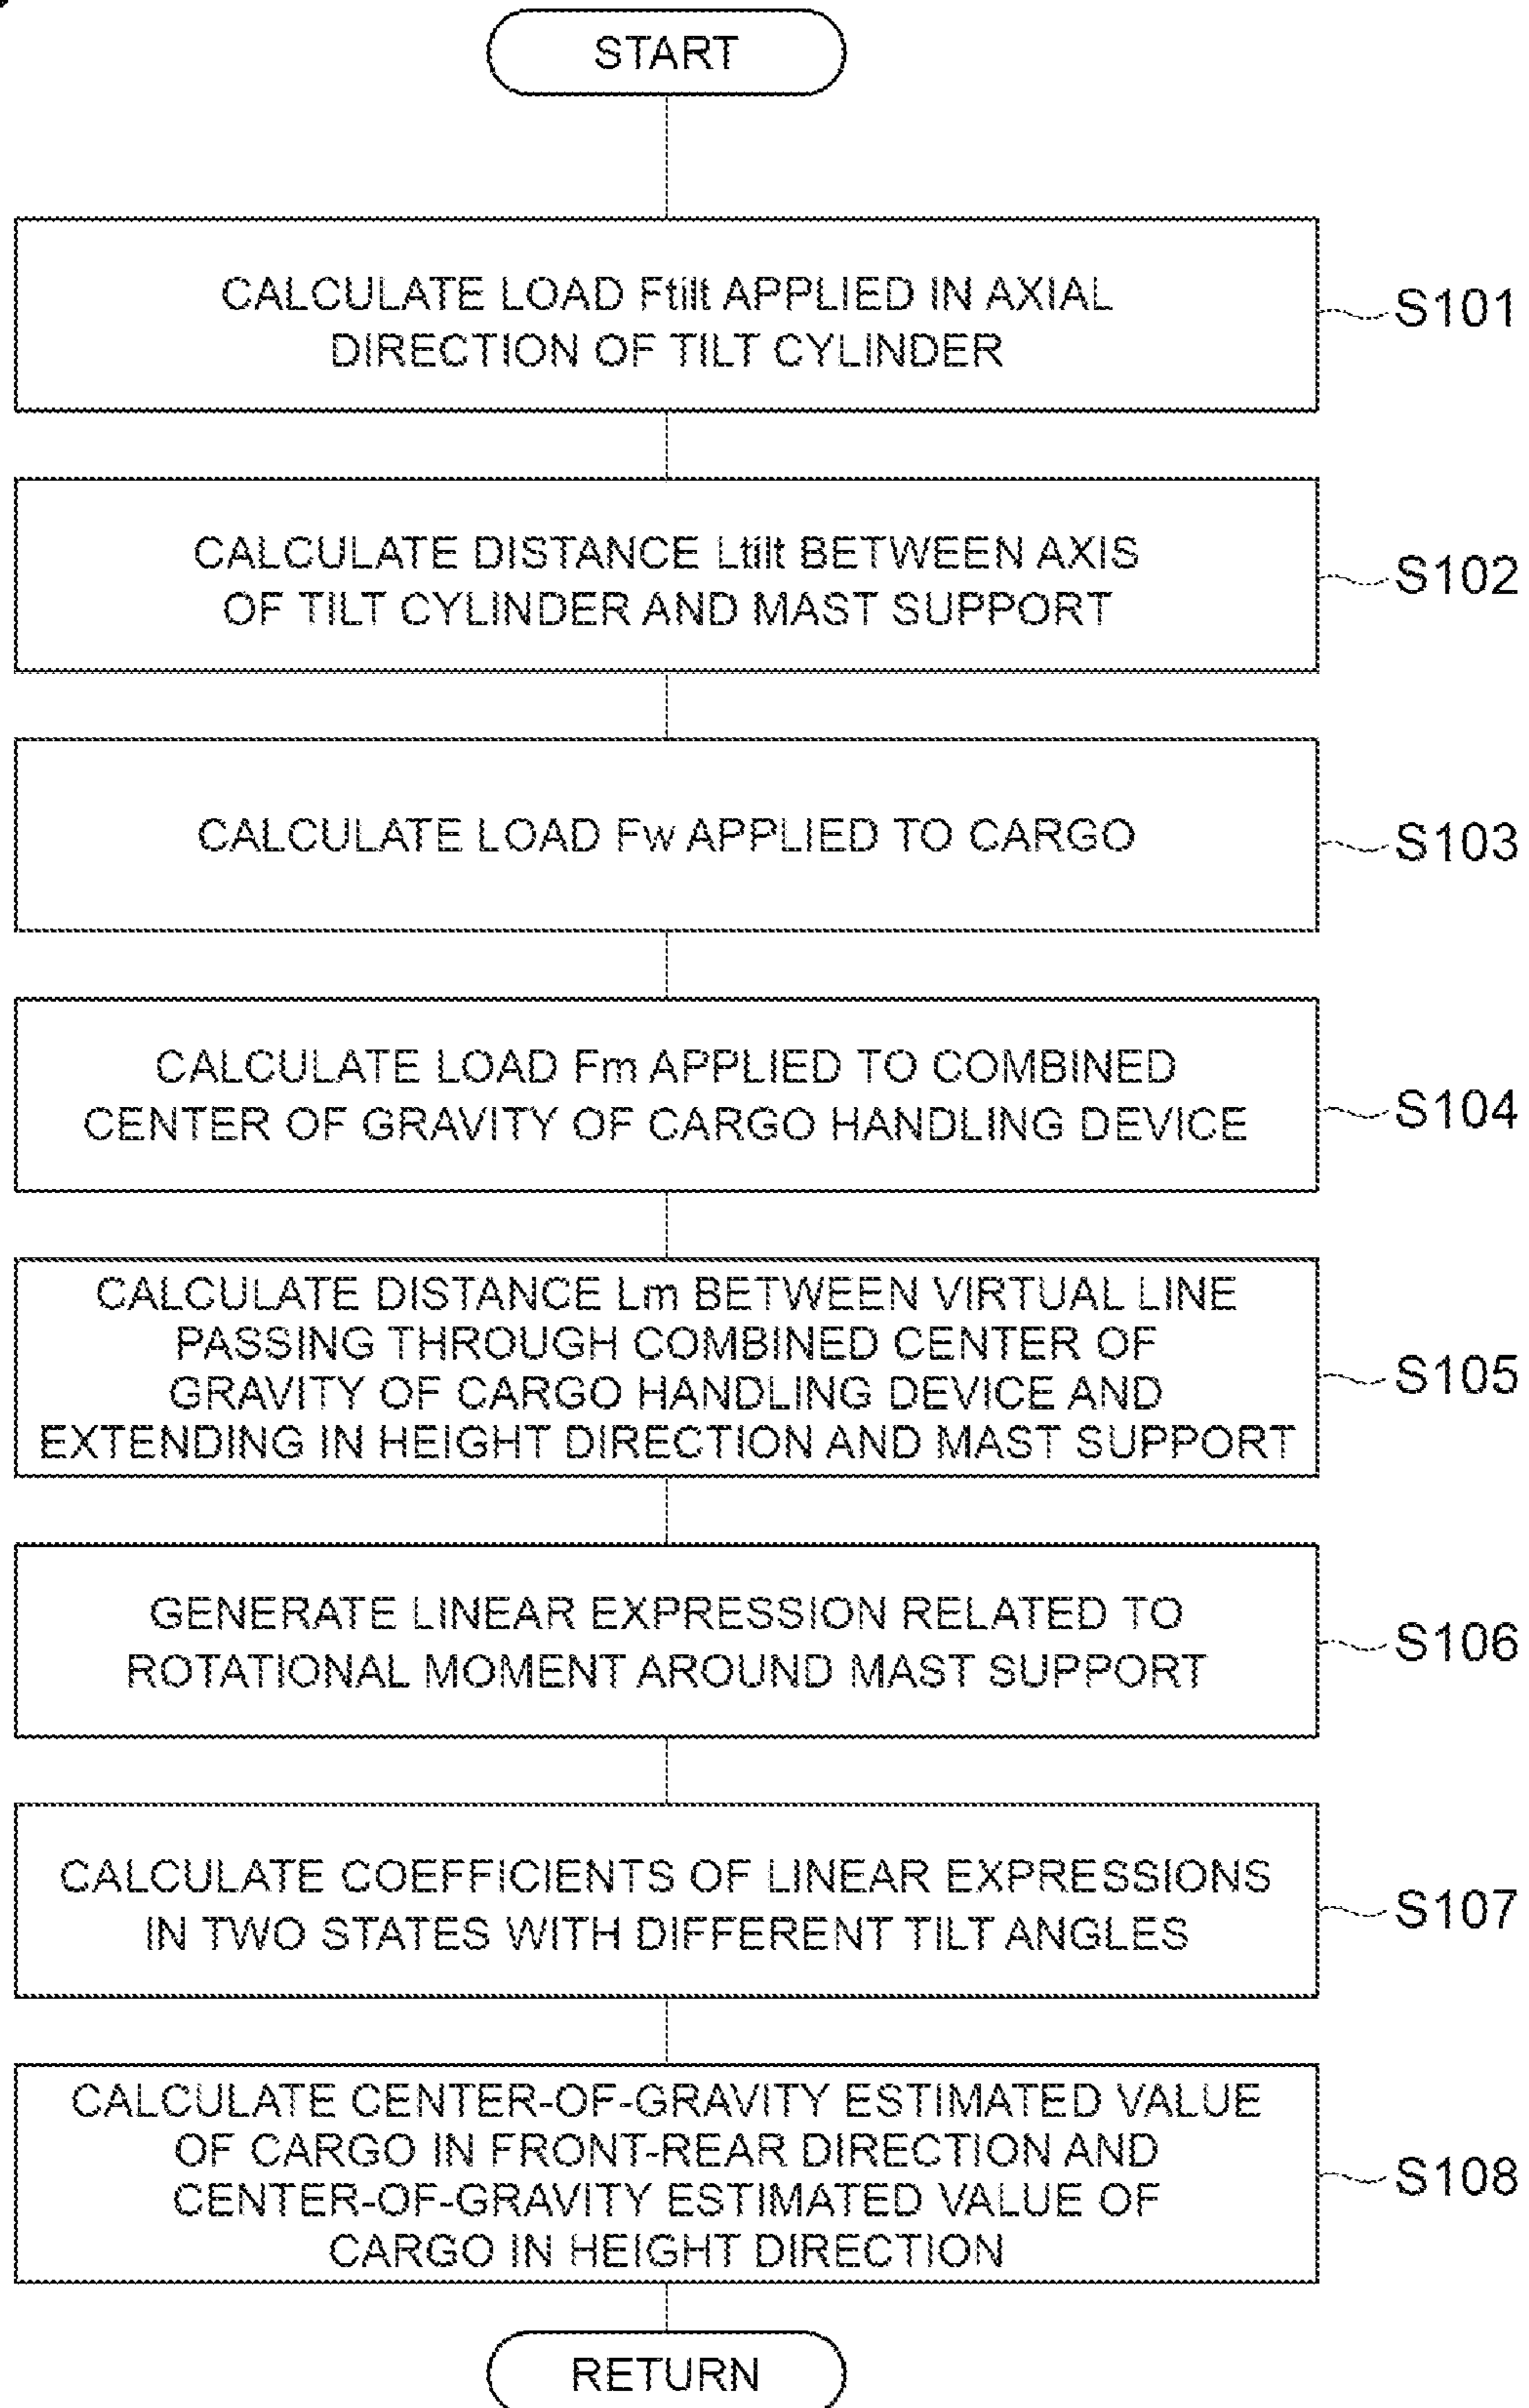 START
CALCULATE LOAD Ftilt APPLIED IN AXIAL
DIRECTION OF TILT CYLINDER
S101
CALCULATE DISTANCE Ltilt BETWEEN AXIS
OF TILT CYLINDER AND MAST SUPPORT
S102
CALCULATE LOAD Fw APPLIED TO CARGO
S103
CALCULATE LOAD Fm APPLIED TO COMBINED
CENTER OF GRAVITY OF CARGO HANDLING DEVICE
S104
CALCULATE DISTANCE Lm BETWEEN VIRTUAL LINE
PASSING THROUGH COMBINED CENTER OF
GRAVITY OF CARGO HANDLING DEVICE AND
EXTENDING IN HEIGHT DIRECTION AND MAST SUPPORT
S105
GENERATE LINEAR EXPRESSION RELATED TO
ROTATIONAL MOMENT AROUND MAST SUPPORT
S106
CALCULATE COEFFICIENTS OF LINEAR EXPRESSIONS
IN TWO STATES WITH DIFFERENT TILT ANGLES
S107
CALCULATE CENTER-OF-GRAVITY ESTIMATED VALUE
OF CARGO IN FRONT-REAR DIRECTION AND
CENTER-OF-GRAVITY ESTIMATED VALUE OF
CARGO IN HEIGHT DIRECTION
S108
RETURN